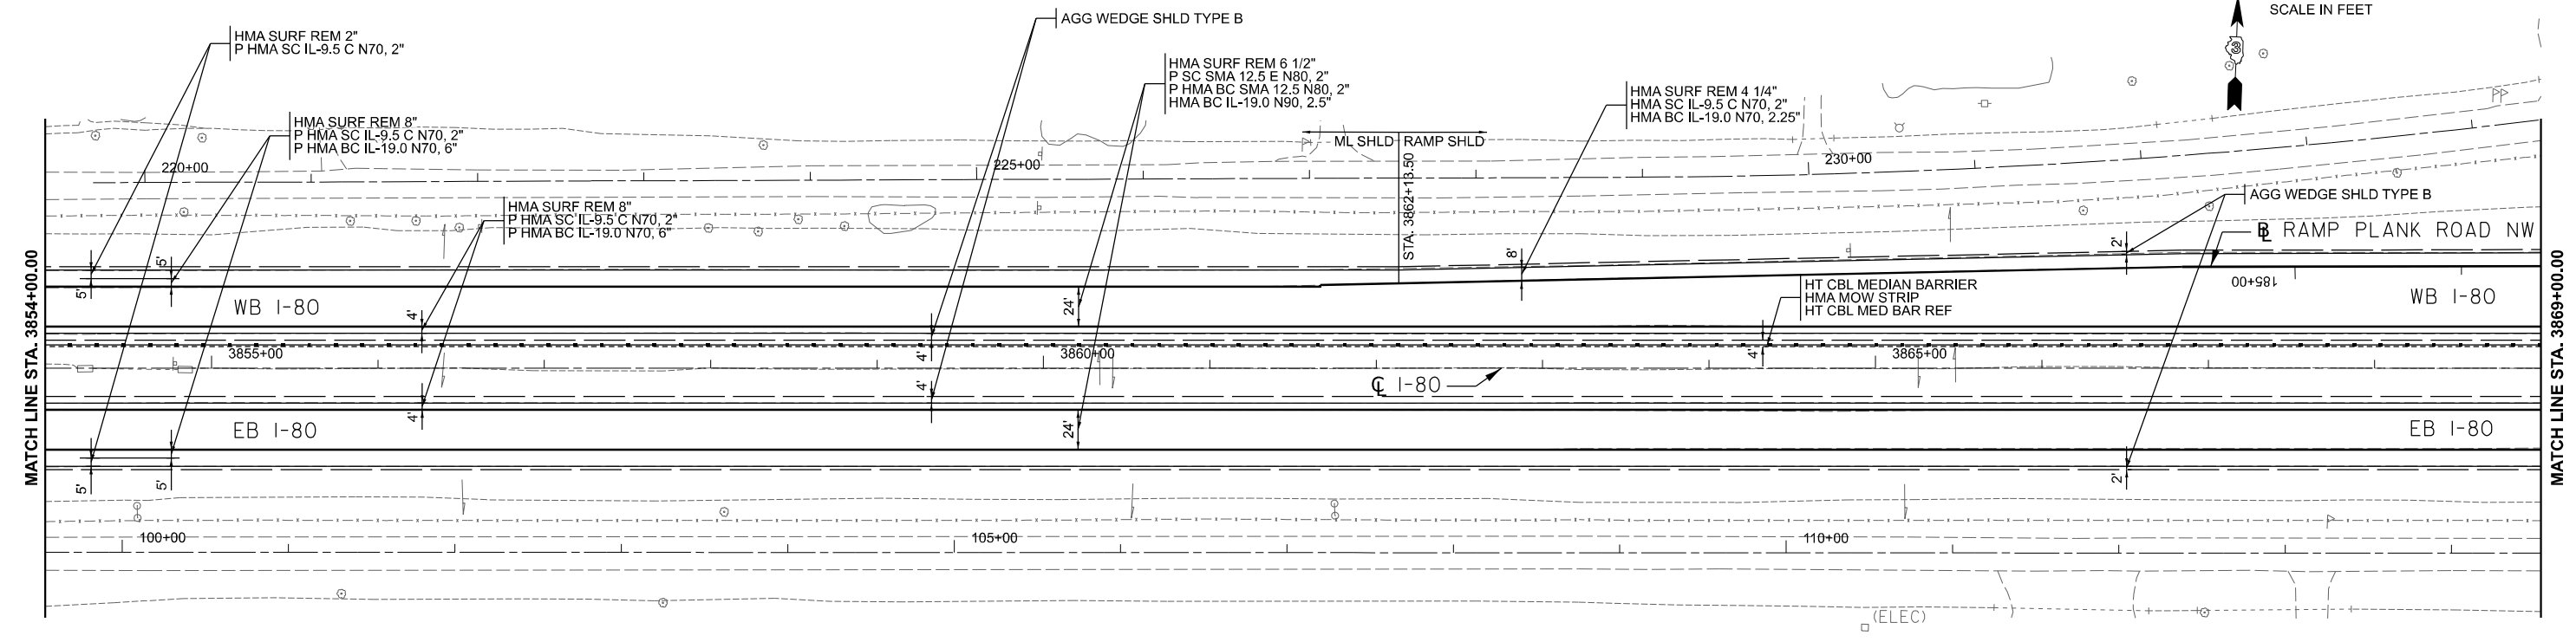 SCALE IN FEET
3
AGG WEDGE SHLD TYPE B
HMA SURF REM 2"
P HMA SC IL-9.5 C N70, 2"
HMA SURF REM 6 1/2"
P SC SMA 12.5 E N80, 2"
P HMA BC SMA 12.5 N80, 2"
HMA BC IL-19.0 N90, 2.5"
HMA SURF REM 4 1/4"
HMA SC IL-9.5 C N70, 2"
HMA BC IL-19.0 N70, 2.25"
HMA SURF REM 8"
P HMA SC IL-9.5 C N70, 2"
P HMA BC IL-19.0 N70, 6"
ML SHLD
RAMP SHLD
STA. 3862+13.50
220+00
225+00
230+00
HMA SURF REM 8"
P HMA SC IL-9.5 C N70, 2"
P HMA BC IL-19.0 N70, 6"
AGG WEDGE SHLD TYPE B
BL RAMP PLANK ROAD NW
5'
5'
8'
2'
185+00
HT CBL MEDIAN BARRIER
HMA MOW STRIP
HT CBL MED BAR REF
WB I-80
24'
WB I-80
4'
4'
4'
3855+00
3860+00
3865+00
CL I-80
4'
4'
24'
EB I-80
EB I-80
5'
5'
2'
100+00
105+00
110+00
(ELEC)
MATCH LINE STA. 3854+00.00
MATCH LINE STA. 3869+00.00